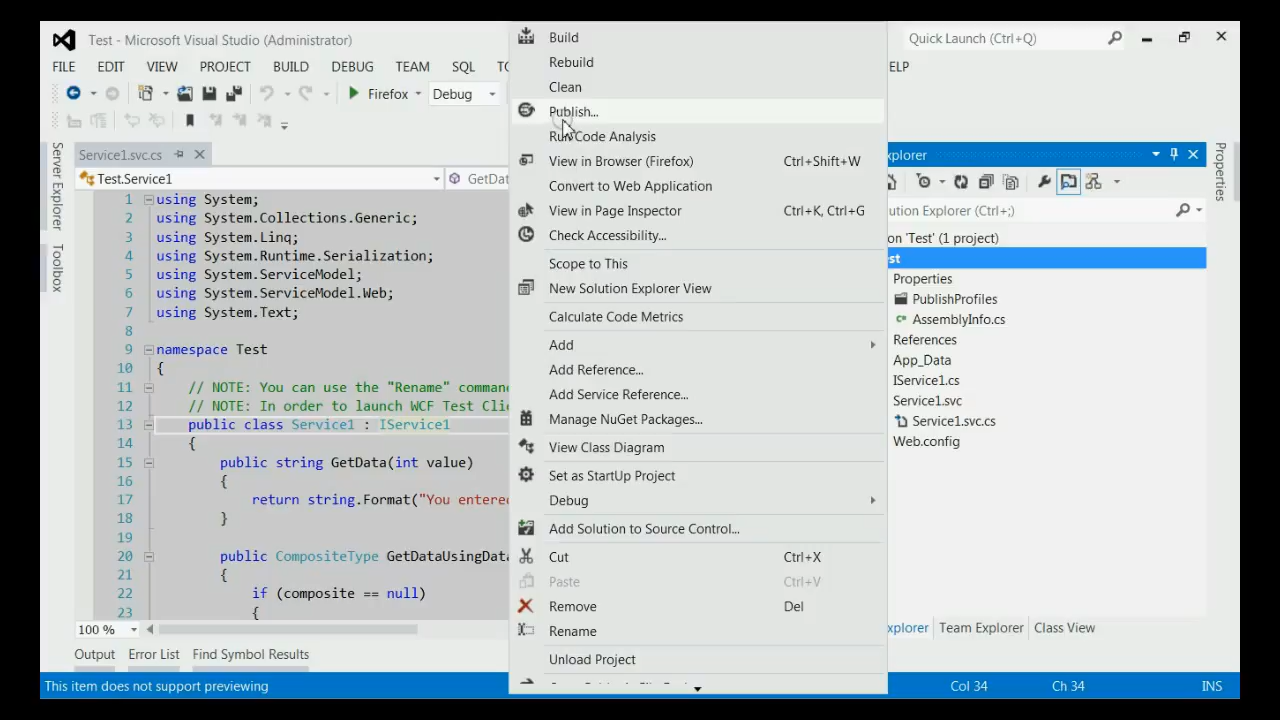 Test - Microsoft Visual Studio (Administrator)
Quick Launch (Ctrl+Q)
FILE EDIT VIEW PROJECT BUILD DEBUG TEAM SQL
ELP
Firefox
Debug
Server Explorer
Toolbox
Service1.svc.cs
Test.Service1
GetDa
1 using System;
2 using System.Collections.Generic;
3 using System.Linq;
4 using System.Runtime.Serialization;
5 using System.ServiceModel;
6 using System.ServiceModel.Web;
7 using System.Text;
8
9 namespace Test
10 {
11 // NOTE: You can use the "Rename" command
12 // NOTE: In order to launch WCF Test Cli
13 public class Service1 : IService1
14 {
15 public string GetData(int value)
16 {
17 return string.Format("You entered
18 }
19
20 public CompositeType GetDataUsingData
21 {
22 if (composite == null)
23 {
100 %
Output Error List Find Symbol Results
This item does not support previewing
Build
Rebuild
Clean
Publish...
Run Code Analysis
View in Browser (Firefox) Ctrl+Shift+W
Convert to Web Application
View in Page Inspector Ctrl+K, Ctrl+G
Check Accessibility...
Scope to This
New Solution Explorer View
Calculate Code Metrics
Add
Add Reference...
Add Service Reference...
Manage NuGet Packages...
View Class Diagram
Set as StartUp Project
Debug
Add Solution to Source Control...
Cut Ctrl+X
Paste Ctrl+V
Remove Del
Rename
Unload Project
xplorer
ution Explorer (Ctrl+;)
on 'Test' (1 project)
st
Properties
PublishProfiles
AssemblyInfo.cs
References
App_Data
IService1.cs
Service1.svc
Service1.svc.cs
Web.config
xplorer Team Explorer Class View
Properties
Col 34 Ch 34 INS